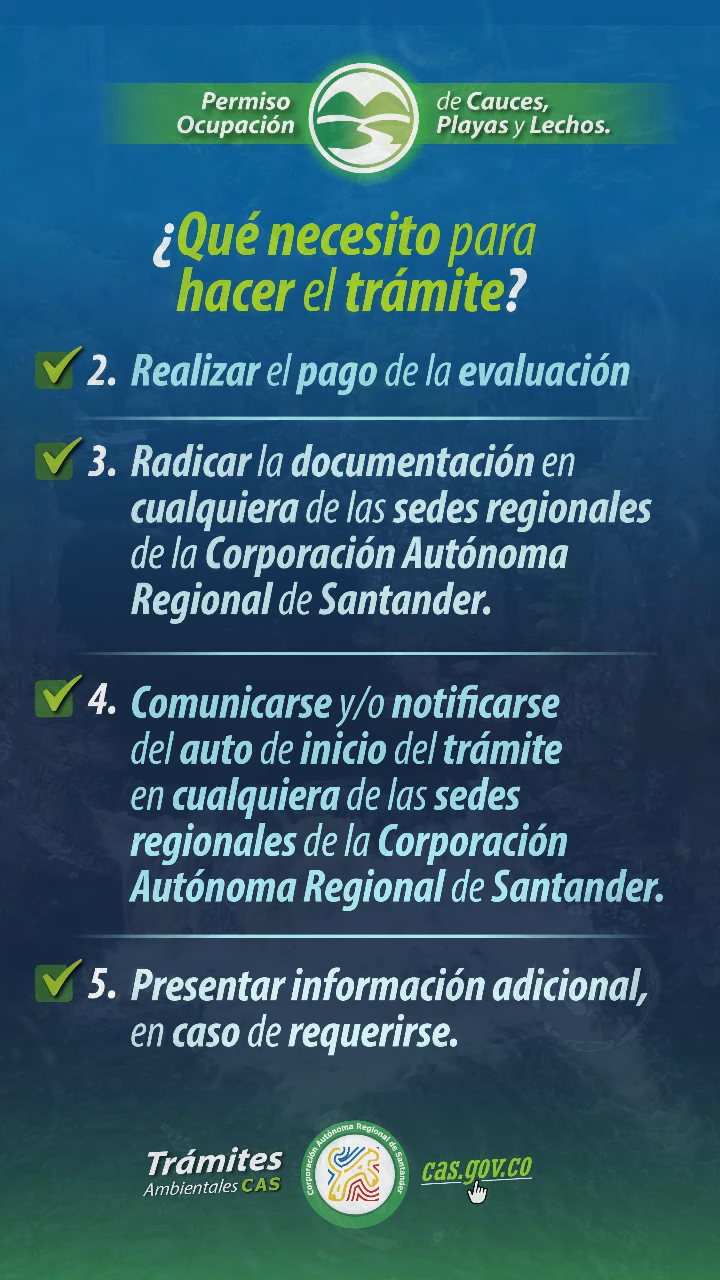 Permiso
Ocupación
de Cauces,
Playas y Lechos.
¿Qué necesito para
hacer el trámite?
2. Realizar el pago de la evaluación
3. Radicar la documentación en
cualquiera de las sedes regionales
de la Corporación Autónoma
Regional de Santander.
4. Comunicarse y/o notificarse
del auto de inicio del trámite
en cualquiera de las sedes
regionales de la Corporación
Autónoma Regional de Santander.
5. Presentar información adicional,
en caso de requerirse.
Trámites
Ambientales CAS
Corporación Autónoma Regional de Santander
cas.gov.co